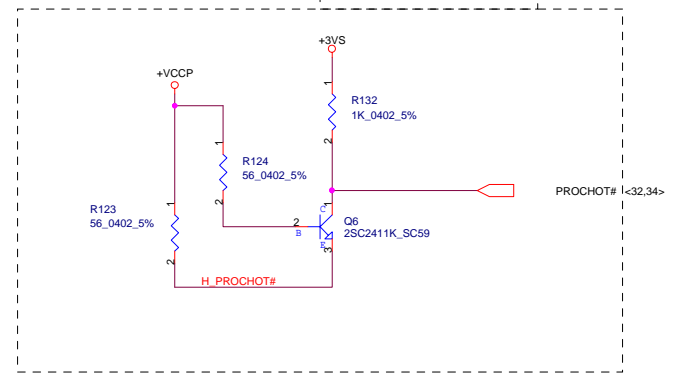 +3VS
+VCCP
1
R132
1K_0402_5%
2
1
R124
56_0402_5%
2
1
R123
56_0402_5%
2
PROCHOT# <32,34>
C
1
2
B
Q6
2SC2411K_SC59
E
3
H_PROCHOT#